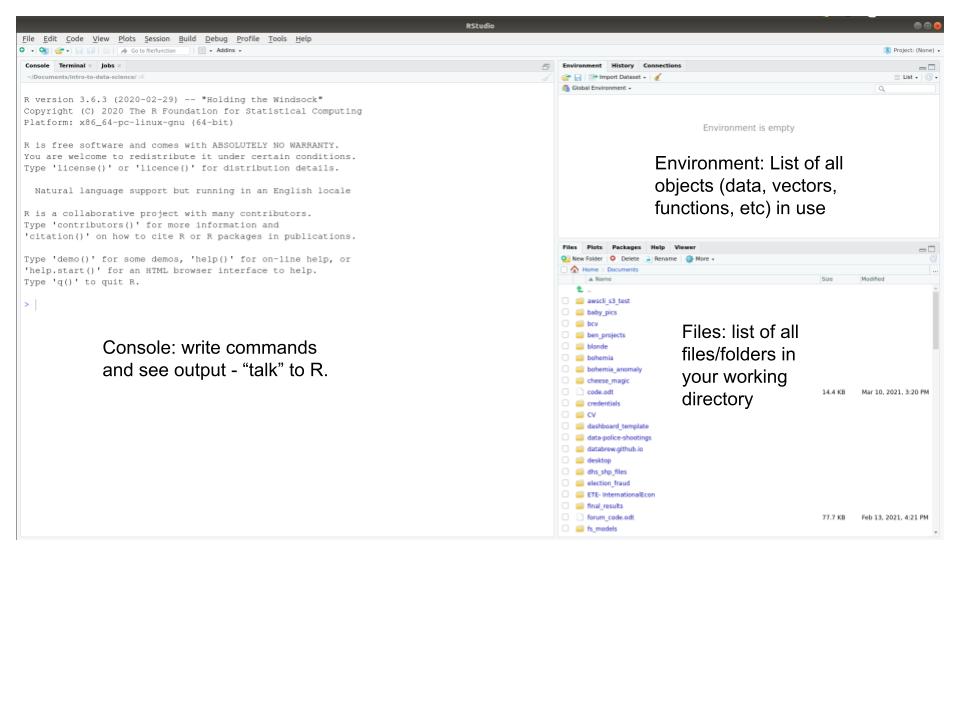 RStudio
File Edit Code View Plots Session Build Debug Profile Tools Help
Go to file/function Addins Project: (None)
Console Terminal × Jobs ×
~/Documents/intro-to-data-science/
R version 3.6.3 (2020-02-29) -- "Holding the Windsock"
Copyright (C) 2020 The R Foundation for Statistical Computing
Platform: x86_64-pc-linux-gnu (64-bit)
R is free software and comes with ABSOLUTELY NO WARRANTY.
You are welcome to redistribute it under certain conditions.
Type 'license()' or 'licence()' for distribution details.
Natural language support but running in an English locale
R is a collaborative project with many contributors.
Type 'contributors()' for more information and
'citation()' on how to cite R or R packages in publications.
Type 'demo()' for some demos, 'help()' for on-line help, or
'help.start()' for an HTML browser interface to help.
Type 'q()' to quit R.
>
Console: write commands
and see output - “talk” to R.
Environment History Connections
Import Dataset List
Global Environment
Environment is empty
Environment: List of all
objects (data, vectors,
functions, etc) in use
Files Plots Packages Help Viewer
New Folder Delete Rename More
Home Documents ...
Name Size Modified
..
awscli_s3_test
baby_pics
bcv
ben_projects
blonde
bohemia
bohemia_anomaly
cheese_magic
code.odt 14.4 KB Mar 10, 2021, 3:20 PM
credentials
CV
dashboard_template
data-police-shootings
databrew.github.io
desktop
dhs_shp_files
election_fraud
ETE- InternationalEcon
final_results
forum_code.odt 77.7 KB Feb 13, 2021, 4:21 PM
fs_models
Files: list of all
files/folders in
your working
directory